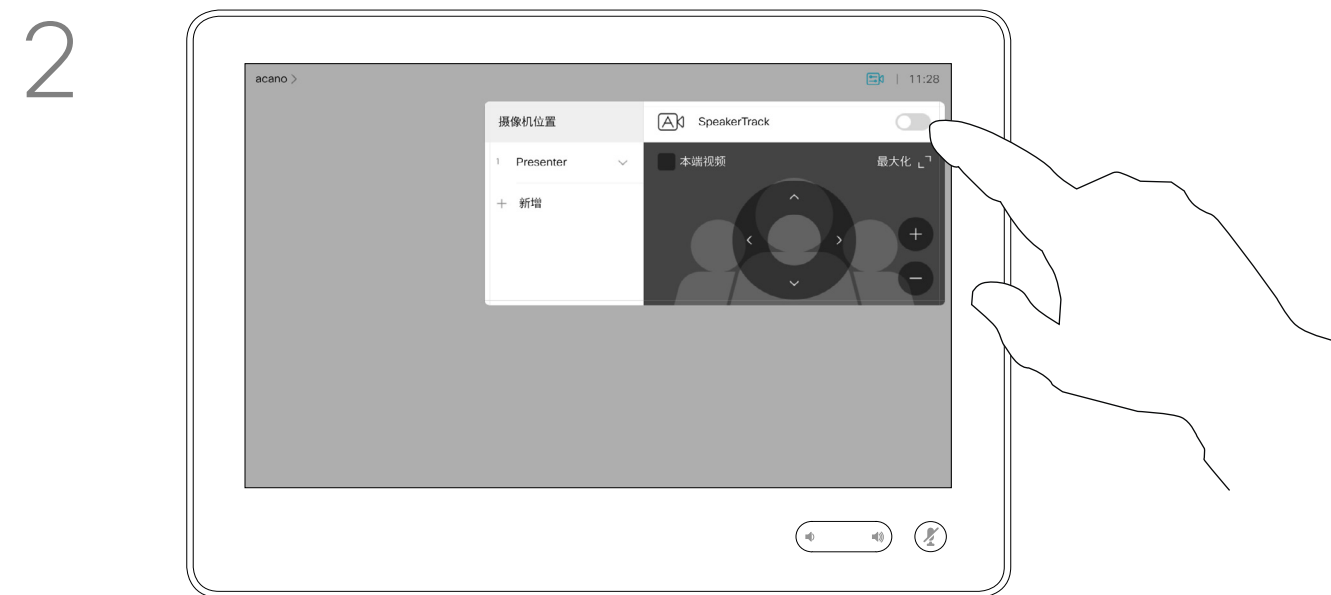 2
acano >
11:28
摄像机位置
SpeakerTrack
1 Presenter
本端视频
最大化
+ 新增